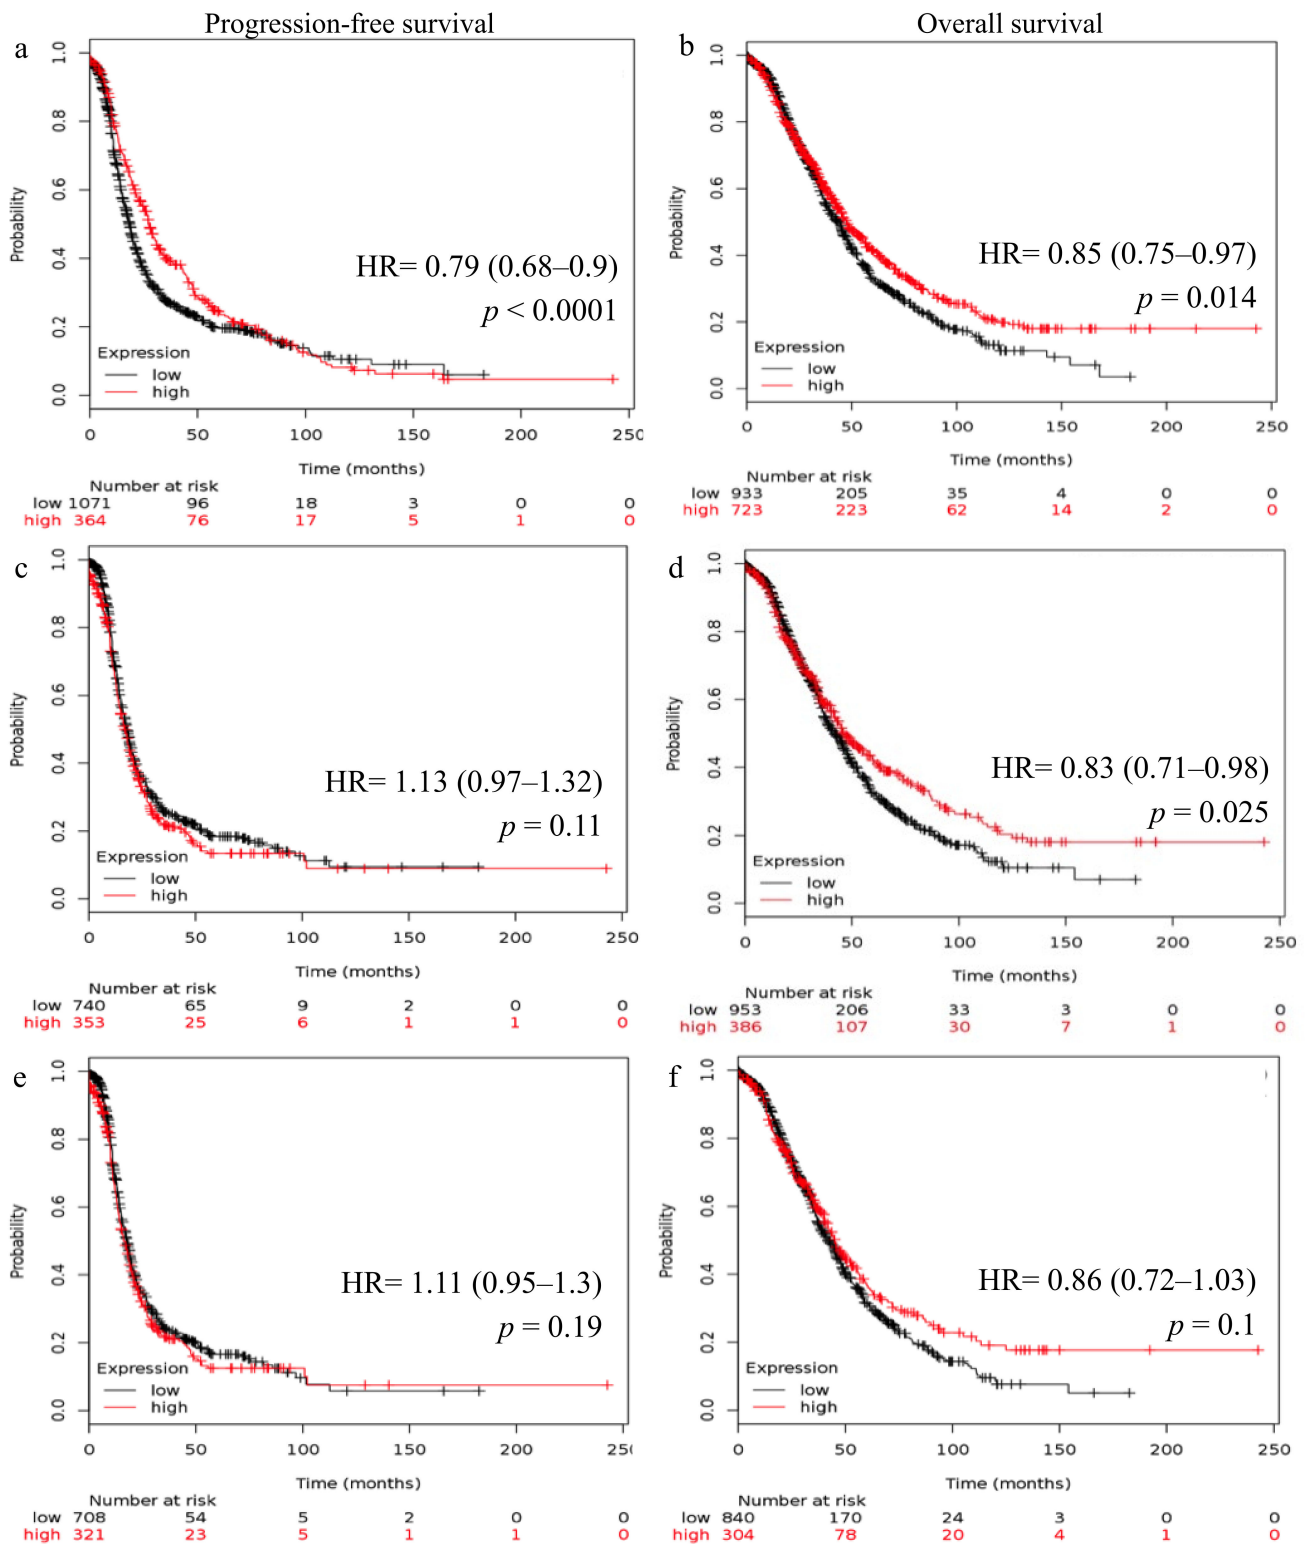 Progression-free survival
Overall survival
a
Probability
0.0 0.2 0.4 0.6 0.8 1.0
HR= 0.79 (0.68–0.9)
p < 0.0001
Expression
low
high
0 50 100 150 200 250
Time (months)
Number at risk
low 1071 96 18 3 0 0
high 364 76 17 5 1 0
b
Probability
0.0 0.2 0.4 0.6 0.8 1.0
HR= 0.85 (0.75–0.97)
p = 0.014
Expression
low
high
0 50 100 150 200 250
Time (months)
Number at risk
low 933 205 35 4 0 0
high 723 223 62 14 2 0
c
Probability
0.0 0.2 0.4 0.6 0.8 1.0
HR= 1.13 (0.97–1.32)
p = 0.11
Expression
low
high
0 50 100 150 200 250
Time (months)
Number at risk
low 740 65 9 2 0 0
high 353 25 6 1 1 0
d
Probability
0.0 0.2 0.4 0.6 0.8 1.0
HR= 0.83 (0.71–0.98)
p = 0.025
Expression
low
high
0 50 100 150 200 250
Time (months)
Number at risk
low 953 206 33 3 0 0
high 386 107 30 7 1 0
e
Probability
0.0 0.2 0.4 0.6 0.8 1.0
HR= 1.11 (0.95–1.3)
p = 0.19
Expression
low
high
0 50 100 150 200 250
Time (months)
Number at risk
low 708 54 5 2 0 0
high 321 23 5 1 1 0
f
Probability
0.0 0.2 0.4 0.6 0.8 1.0
HR= 0.86 (0.72–1.03)
p = 0.1
Expression
low
high
0 50 100 150 200 250
Time (months)
Number at risk
low 840 170 24 3 0 0
high 304 78 20 4 1 0